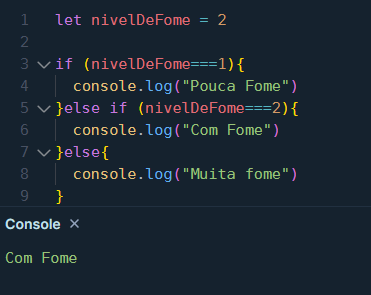 1 let nivelDeFome = 2
2
3 if (nivelDeFome===1){
4 console.log("Pouca Fome")
5 }else if (nivelDeFome===2){
6 console.log("Com Fome")
7 }else{
8 console.log("Muita fome")
9 }
Console ×
Com Fome